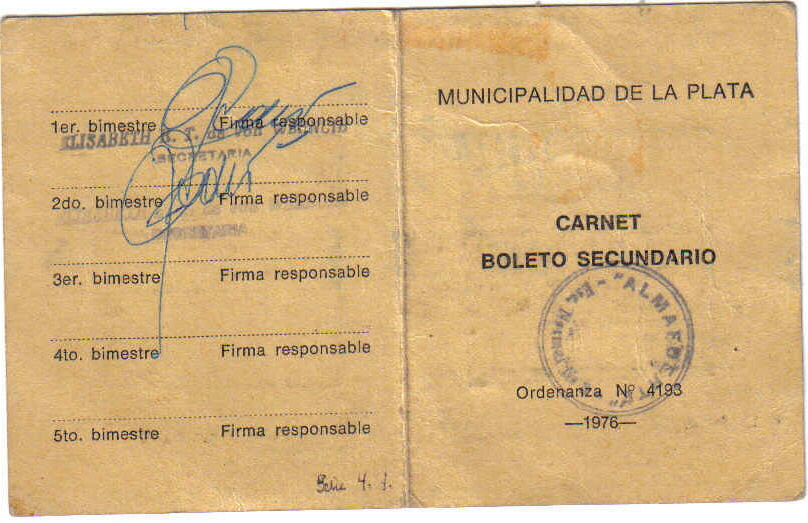 1er. bimestre Firma responsable
ELISABETH
SECRETARIA
2do. bimestre Firma responsable
3er. bimestre Firma responsable
4to. bimestre Firma responsable
5to. bimestre Firma responsable
MUNICIPALIDAD DE LA PLATA
CARNET
BOLETO SECUNDARIO
"ALMAFUERTE"
Ordenanza Nº 4193
—1976—